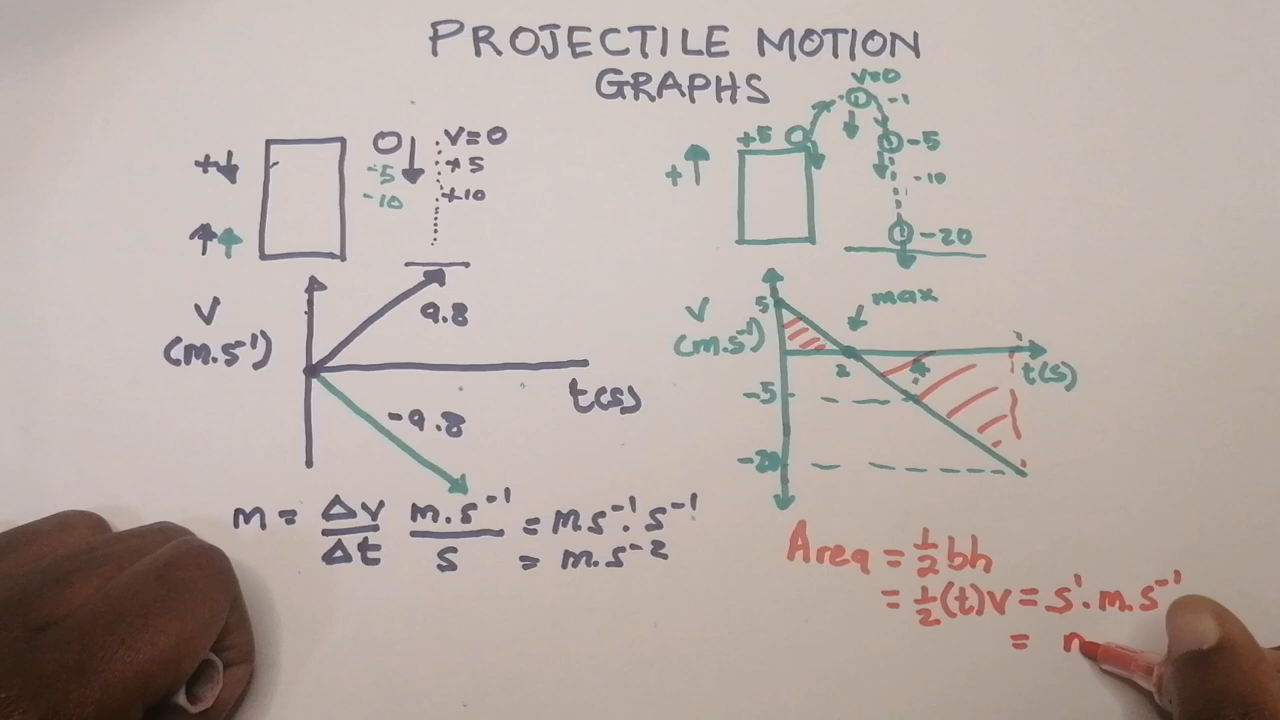 PROJECTILE MOTION
GRAPHS
+
O
v=0
-5
+5
-10
+10
V
(m.s⁻¹)
9.8
-9.8
t(s)
m = Δv/Δt m.s⁻¹/s = m.s⁻¹.s⁻¹
= m.s⁻²
v=0
-1
+5
-5
+
-10
-20
V
(m.s⁻¹)
5
max
2
4
t(s)
-5
-20
Area = 1/2 bh
= 1/2 (t)v = s¹.m.s⁻¹
= m